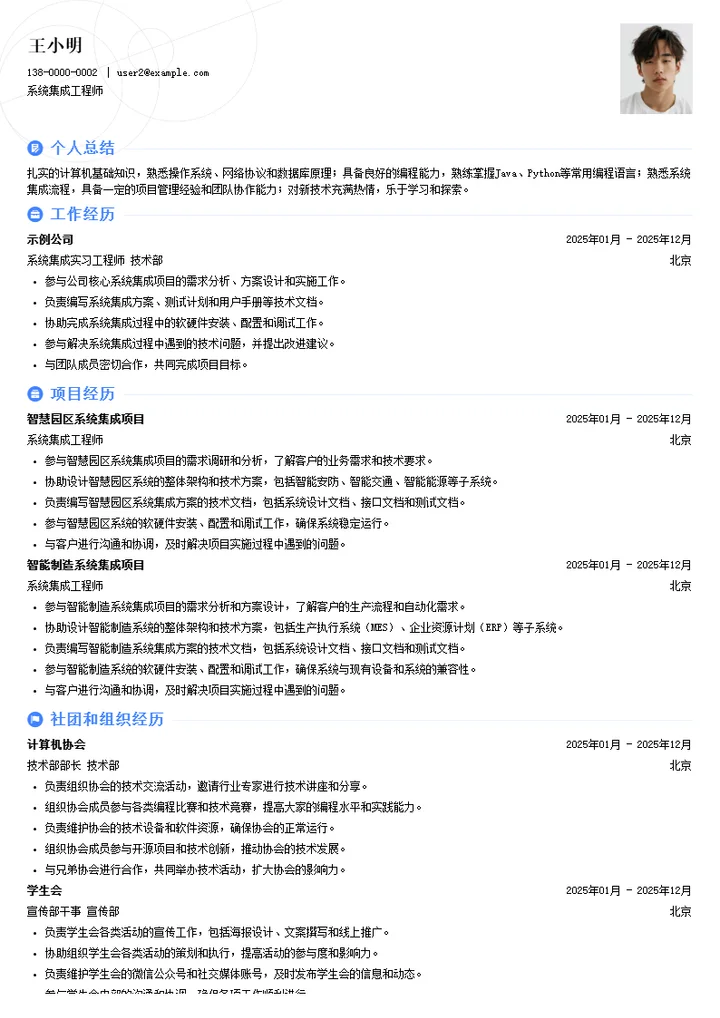 王小明
138-0000-0002 | user2@example.com
系统集成工程师
个人总结
扎实的计算机基础知识，熟悉操作系统、网络协议和数据库原理；具备良好的编程能力，熟练掌握Java、Python等常用编程语言；熟悉系统
集成流程，具备一定的项目管理经验和团队协作能力；对新技术充满热情，乐于学习和探索。
工作经历
示例公司 2025年01月 - 2025年12月
系统集成实习工程师 技术部 北京
• 参与公司核心系统集成项目的需求分析、方案设计和实施工作。
• 负责编写系统集成方案、测试计划和用户手册等技术文档。
• 协助完成系统集成过程中的软硬件安装、配置和调试工作。
• 参与解决系统集成过程中遇到的技术问题，并提出改进建议。
• 与团队成员密切合作，共同完成项目目标。
项目经历
智慧园区系统集成项目 2025年01月 - 2025年12月
系统集成工程师 北京
• 参与智慧园区系统集成项目的需求调研和分析，了解客户的业务需求和技术要求。
• 协助设计智慧园区系统的整体架构和技术方案，包括智能安防、智能交通、智能能源等子系统。
• 负责编写智慧园区系统集成方案的技术文档，包括系统设计文档、接口文档和测试文档。
• 参与智慧园区系统的软硬件安装、配置和调试工作，确保系统稳定运行。
• 与客户进行沟通和协调，及时解决项目实施过程中遇到的问题。
智能制造系统集成项目 2025年01月 - 2025年12月
系统集成工程师 北京
• 参与智能制造系统集成项目的需求分析和方案设计，了解客户的生产流程和自动化需求。
• 协助设计智能制造系统的整体架构和技术方案，包括生产执行系统（MES）、企业资源计划（ERP）等子系统。
• 负责编写智能制造系统集成方案的技术文档，包括系统设计文档、接口文档和测试文档。
• 参与智能制造系统的软硬件安装、配置和调试工作，确保系统与现有设备和系统的兼容性。
• 与客户进行沟通和协调，及时解决项目实施过程中遇到的问题。
社团和组织经历
计算机协会 2025年01月 - 2025年12月
技术部部长 技术部 北京
• 负责组织协会的技术交流活动，邀请行业专家进行技术讲座和分享。
• 组织协会成员参与各类编程比赛和技术竞赛，提高大家的编程水平和实践能力。
• 负责维护协会的技术设备和软件资源，确保协会的正常运行。
• 组织协会成员参与开源项目和技术创新，推动协会的技术发展。
• 与兄弟协会进行合作，共同举办技术活动，扩大协会的影响力。
学生会 2025年01月 - 2025年12月
宣传部干事 宣传部 北京
• 负责学生会各类活动的宣传工作，包括海报设计、文案撰写和线上推广。
• 协助组织学生会各类活动的策划和执行，提高活动的参与度和影响力。
• 负责维护学生会的微信公众号和社交媒体账号，及时发布学生会的信息和动态。